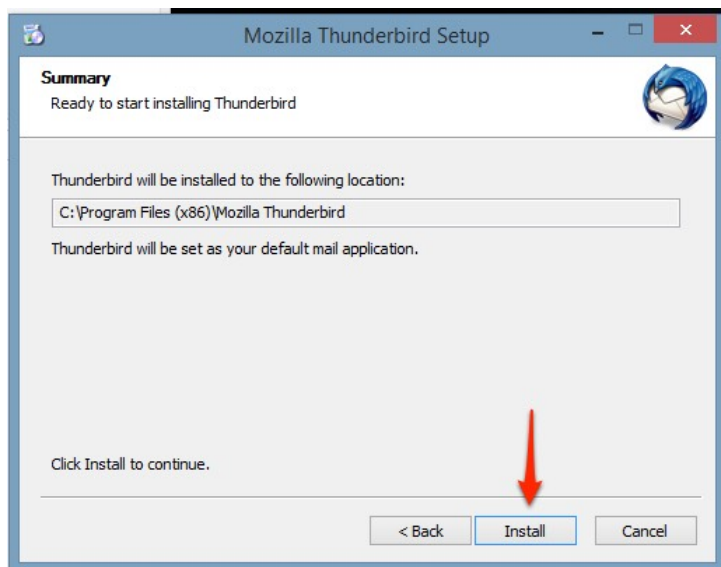 Mozilla Thunderbird Setup
Summary
Ready to start installing Thunderbird
Thunderbird will be installed to the following location:
C:\Program Files (x86)\Mozilla Thunderbird
Thunderbird will be set as your default mail application.
Click Install to continue.
< Back Install Cancel